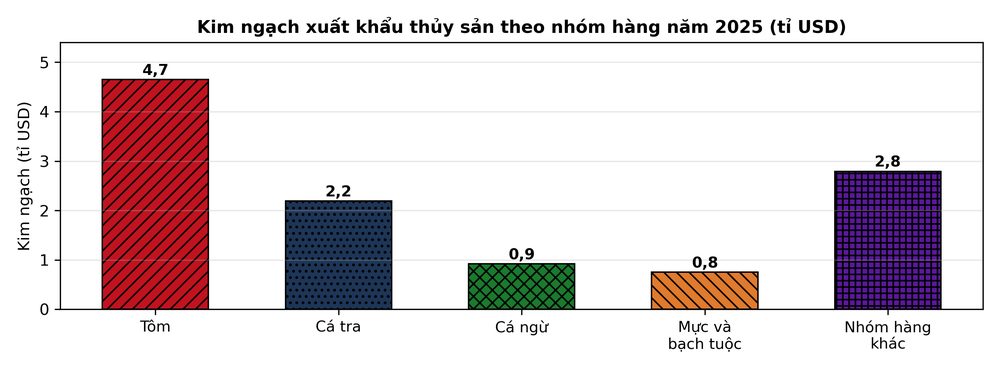 Kim ngạch xuất khẩu thủy sản theo nhóm hàng năm 2025 (tỉ USD)
Kim ngạch (tỉ USD)
5
4
3
2
1
0
4,7
2,2
0,9
0,8
2,8
Tôm
Cá tra
Cá ngừ
Mực và
bạch tuộc
Nhóm hàng
khác